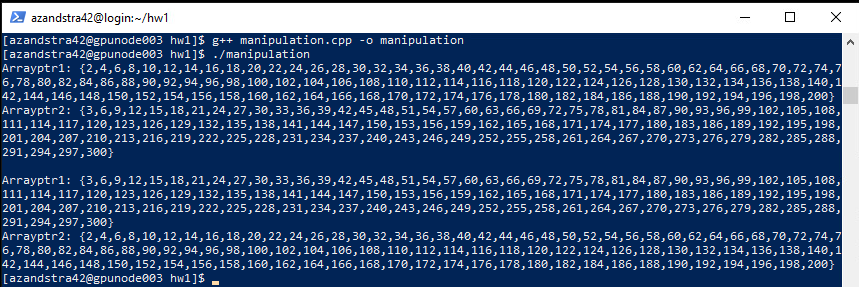 azandstra42@login:~/hw1
[azandstra42@gpunode003 hw1]$ g++ manipulation.cpp -o manipulation
[azandstra42@gpunode003 hw1]$ ./manipulation
Arrayptr1: {2,4,6,8,10,12,14,16,18,20,22,24,26,28,30,32,34,36,38,40,42,44,46,48,50,52,54,56,58,60,62,64,66,68,70,72,74,7
6,78,80,82,84,86,88,90,92,94,96,98,100,102,104,106,108,110,112,114,116,118,120,122,124,126,128,130,132,134,136,138,140,1
42,144,146,148,150,152,154,156,158,160,162,164,166,168,170,172,174,176,178,180,182,184,186,188,190,192,194,196,198,200}
Arrayptr2: {3,6,9,12,15,18,21,24,27,30,33,36,39,42,45,48,51,54,57,60,63,66,69,72,75,78,81,84,87,90,93,96,99,102,105,108,
111,114,117,120,123,126,129,132,135,138,141,144,147,150,153,156,159,162,165,168,171,174,177,180,183,186,189,192,195,198,
201,204,207,210,213,216,219,222,225,228,231,234,237,240,243,246,249,252,255,258,261,264,267,270,273,276,279,282,285,288,
291,294,297,300}
Arrayptr1: {3,6,9,12,15,18,21,24,27,30,33,36,39,42,45,48,51,54,57,60,63,66,69,72,75,78,81,84,87,90,93,96,99,102,105,108,
111,114,117,120,123,126,129,132,135,138,141,144,147,150,153,156,159,162,165,168,171,174,177,180,183,186,189,192,195,198,
201,204,207,210,213,216,219,222,225,228,231,234,237,240,243,246,249,252,255,258,261,264,267,270,273,276,279,282,285,288,
291,294,297,300}
Arrayptr2: {2,4,6,8,10,12,14,16,18,20,22,24,26,28,30,32,34,36,38,40,42,44,46,48,50,52,54,56,58,60,62,64,66,68,70,72,74,7
6,78,80,82,84,86,88,90,92,94,96,98,100,102,104,106,108,110,112,114,116,118,120,122,124,126,128,130,132,134,136,138,140,1
42,144,146,148,150,152,154,156,158,160,162,164,166,168,170,172,174,176,178,180,182,184,186,188,190,192,194,196,198,200}
[azandstra42@gpunode003 hw1]$